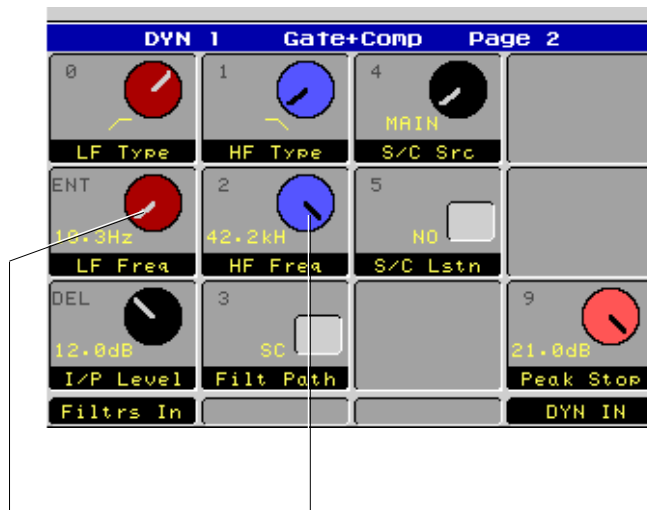 DYN 1 Gate+Comp Page 2
0 1 4
MAIN
LF Type HF Type S/C Src
ENT 2 5
10.3Hz 42.2kH NO
LF Freq HF Freq S/C Lstn
DEL 3 9
12.0dB SC 21.0dB
I/P Level Filt Path Peak Stop
Filtrs In DYN IN